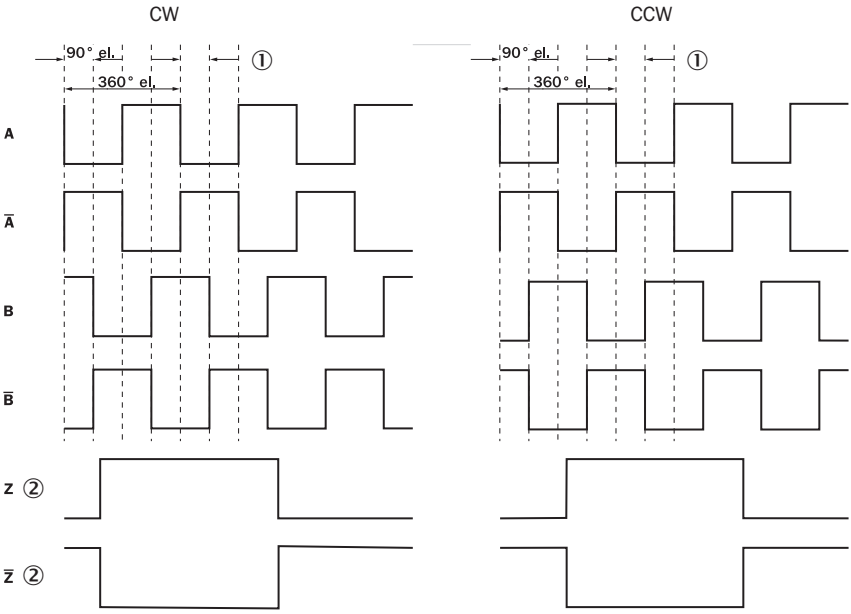 CW CCW
90° el. ① 90° el. ①
360° el. 360° el.
A
A̅
B
B̅
Z ②
Z̅ ②